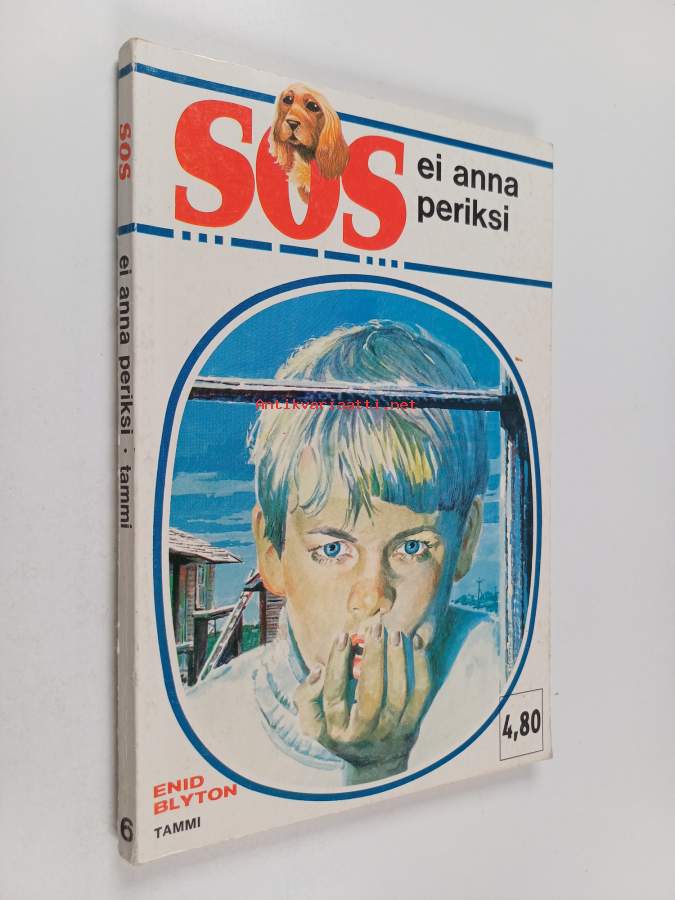 SOS
ei anna
periksi
Antikvariaatti.net
4,80
ENID
BLYTON
TAMMI
SOS ei anna periksi · tammi 6